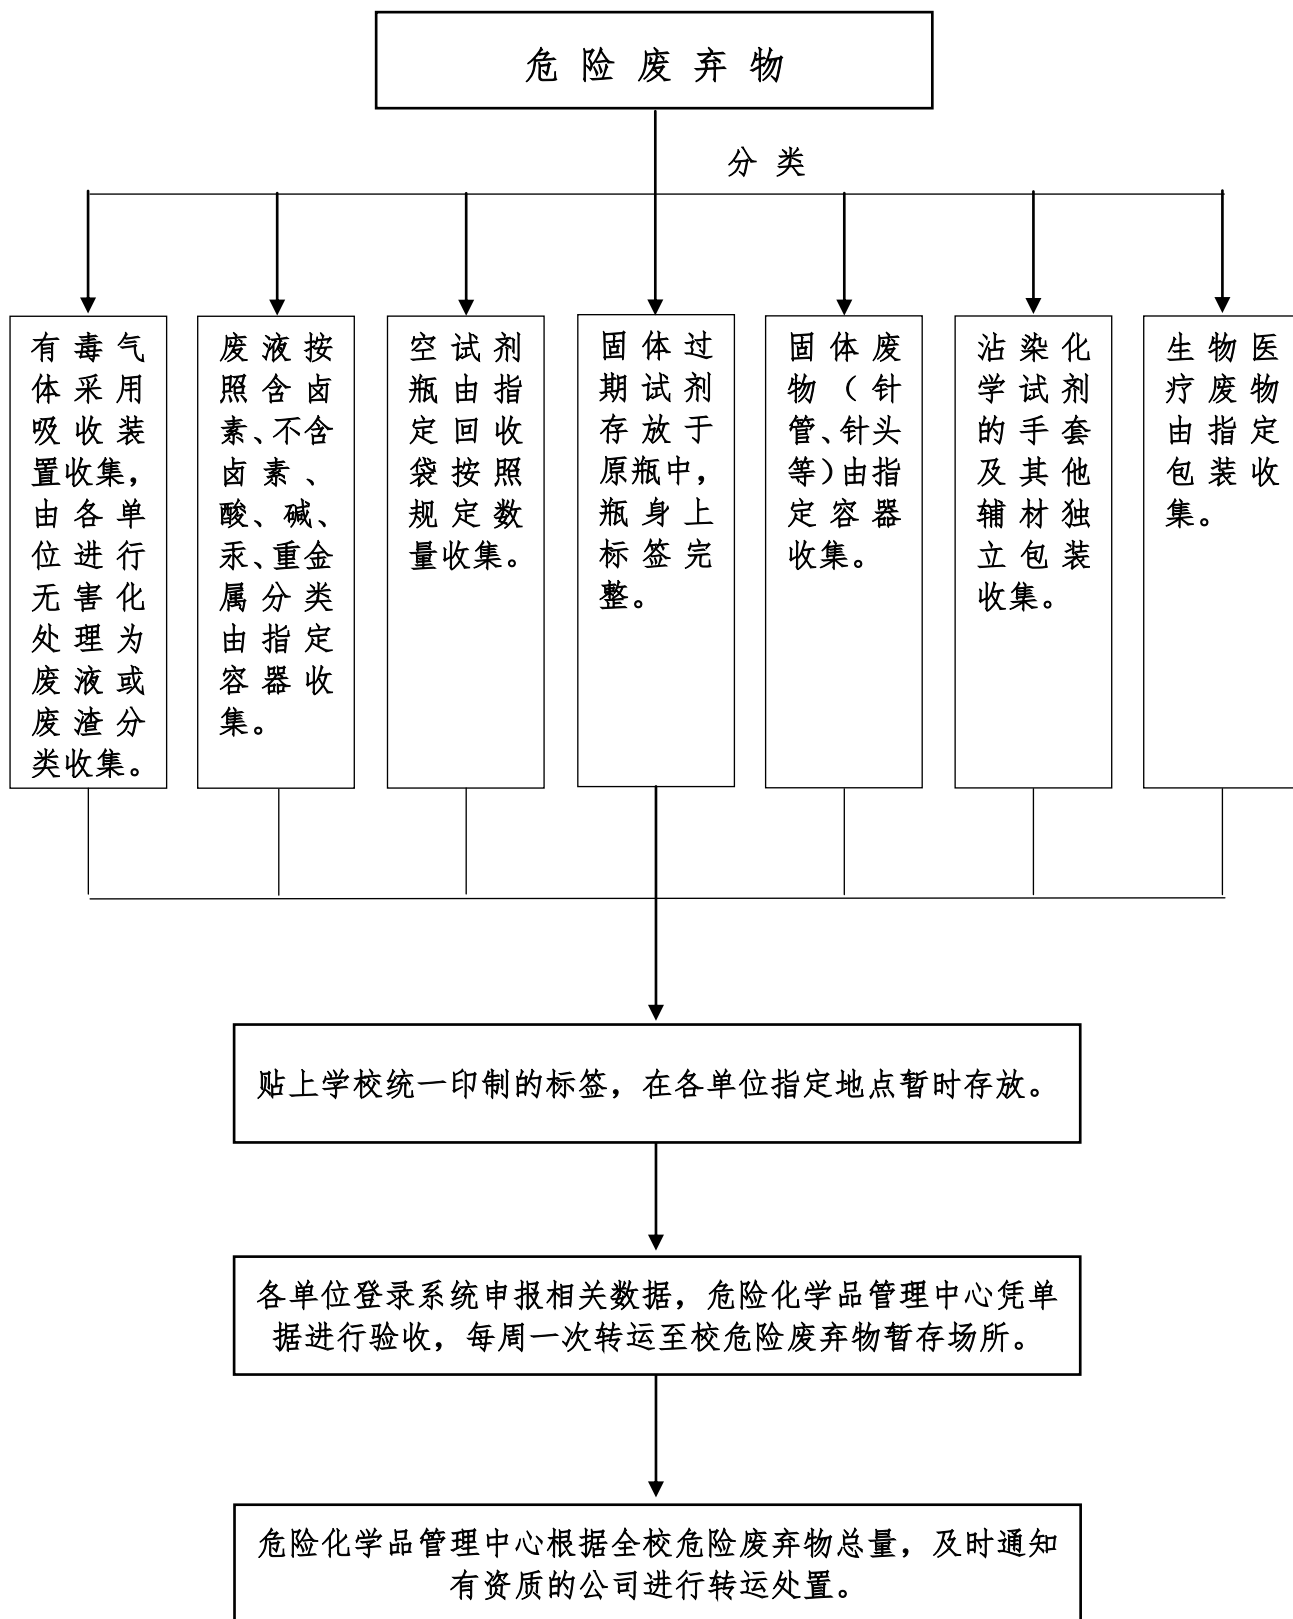 危险废弃物
分类
有毒气
体采用
吸收装
置收集，
由各单
位进行
无害化
处理为
废液或
废渣分
类收集。
废液按
照含卤
素、不含
卤素、
酸、碱、
汞、重金
属分类
由指定
容器收
集。
空试剂
瓶由指
定回收
袋按照
规定数
量收集。
固体过
期试剂
存放于
原瓶中，
瓶身上
标签完
整。
固体废
物（针
管、针头
等）由指
定容器
收集。
沾染化
学试剂
的手套
及其他
辅材独
立包装
收集。
生物医
疗废物
由指定
包装收
集。
贴上学校统一印制的标签，在各单位指定地点暂时存放。
各单位登录系统申报相关数据，危险化学品管理中心凭单
据进行验收，每周一次转运至校危险废弃物暂存场所。
危险化学品管理中心根据全校危险废弃物总量，及时通知
有资质的公司进行转运处置。